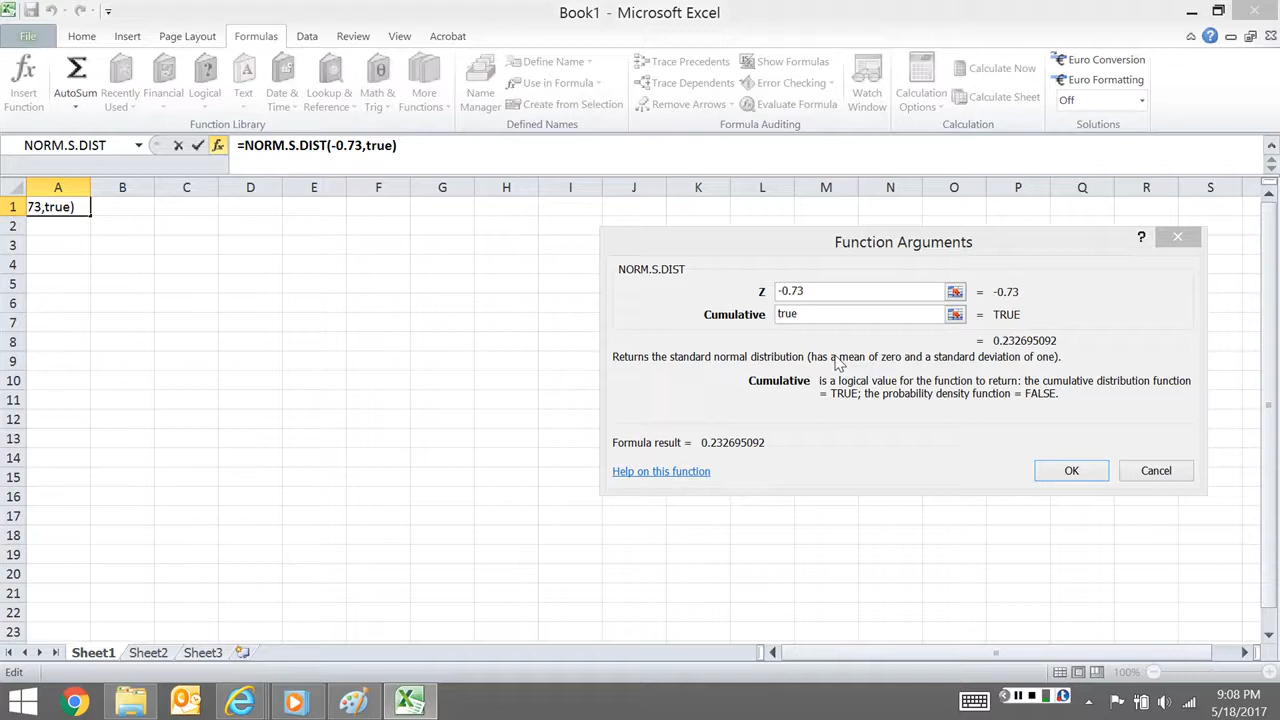 Book1 - Microsoft Excel
File Home Insert Page Layout Formulas Data Review View Acrobat
Insert Function
AutoSum
Recently Used
Financial
Logical
Text
Date & Time
Lookup & Reference
Math & Trig
More Functions
Function Library
Name Manager
Define Name
Use in Formula
Create from Selection
Defined Names
Trace Precedents
Trace Dependents
Remove Arrows
Show Formulas
Error Checking
Evaluate Formula
Formula Auditing
Watch Window
Calculation Options
Calculate Now
Calculate Sheet
Calculation
Euro Conversion
Euro Formatting
Off
Solutions
NORM.S.DIST fx =NORM.S.DIST(-0.73,true)
A B C D E F G H I J K L M N O P Q R S
1 73,true)
2
3
4
5
6
7
8
9
10
11
12
13
14
15
16
17
18
19
20
21
22
23
Function Arguments
?
NORM.S.DIST
Z -0.73 = -0.73
Cumulative true = TRUE
= 0.232695092
Returns the standard normal distribution (has a mean of zero and a standard deviation of one).
Cumulative is a logical value for the function to return: the cumulative distribution function
= TRUE; the probability density function = FALSE.
Formula result = 0.232695092
Help on this function
OK Cancel
Sheet1 Sheet2 Sheet3
Edit 100%
9:08 PM
5/18/2017